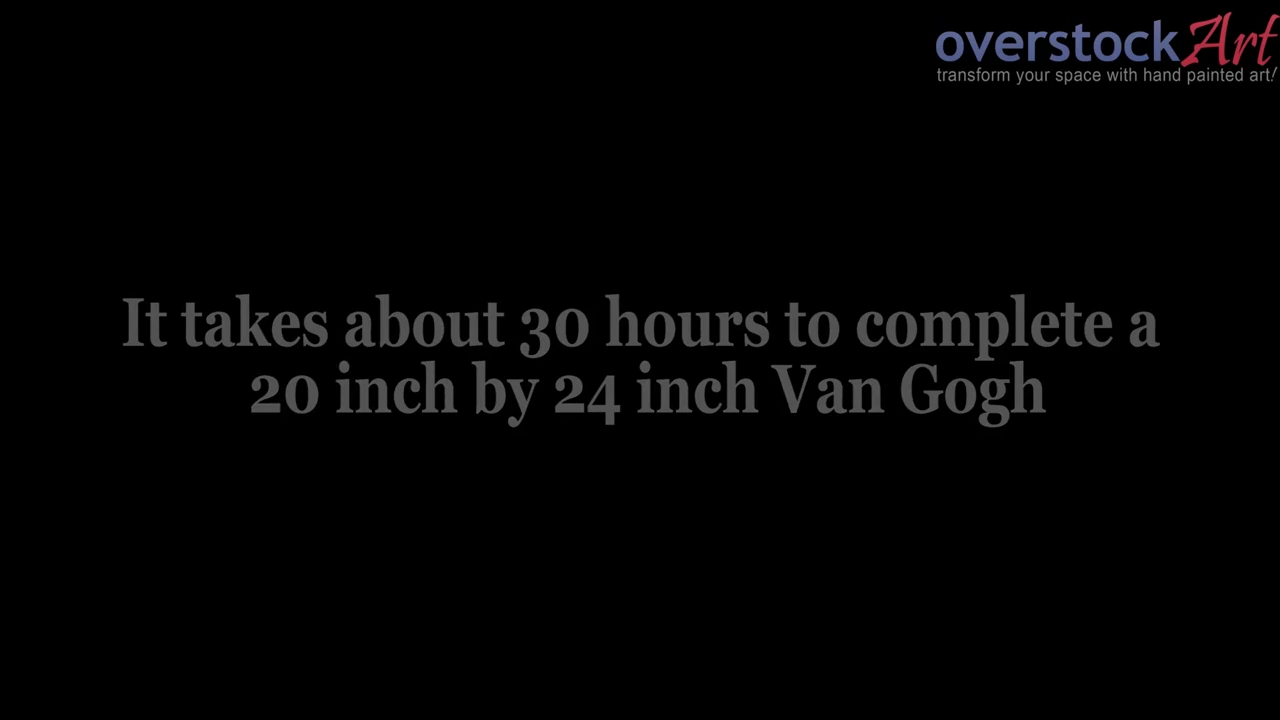 overstockArt
transform your space with hand painted art!
It takes about 30 hours to complete a
20 inch by 24 inch Van Gogh